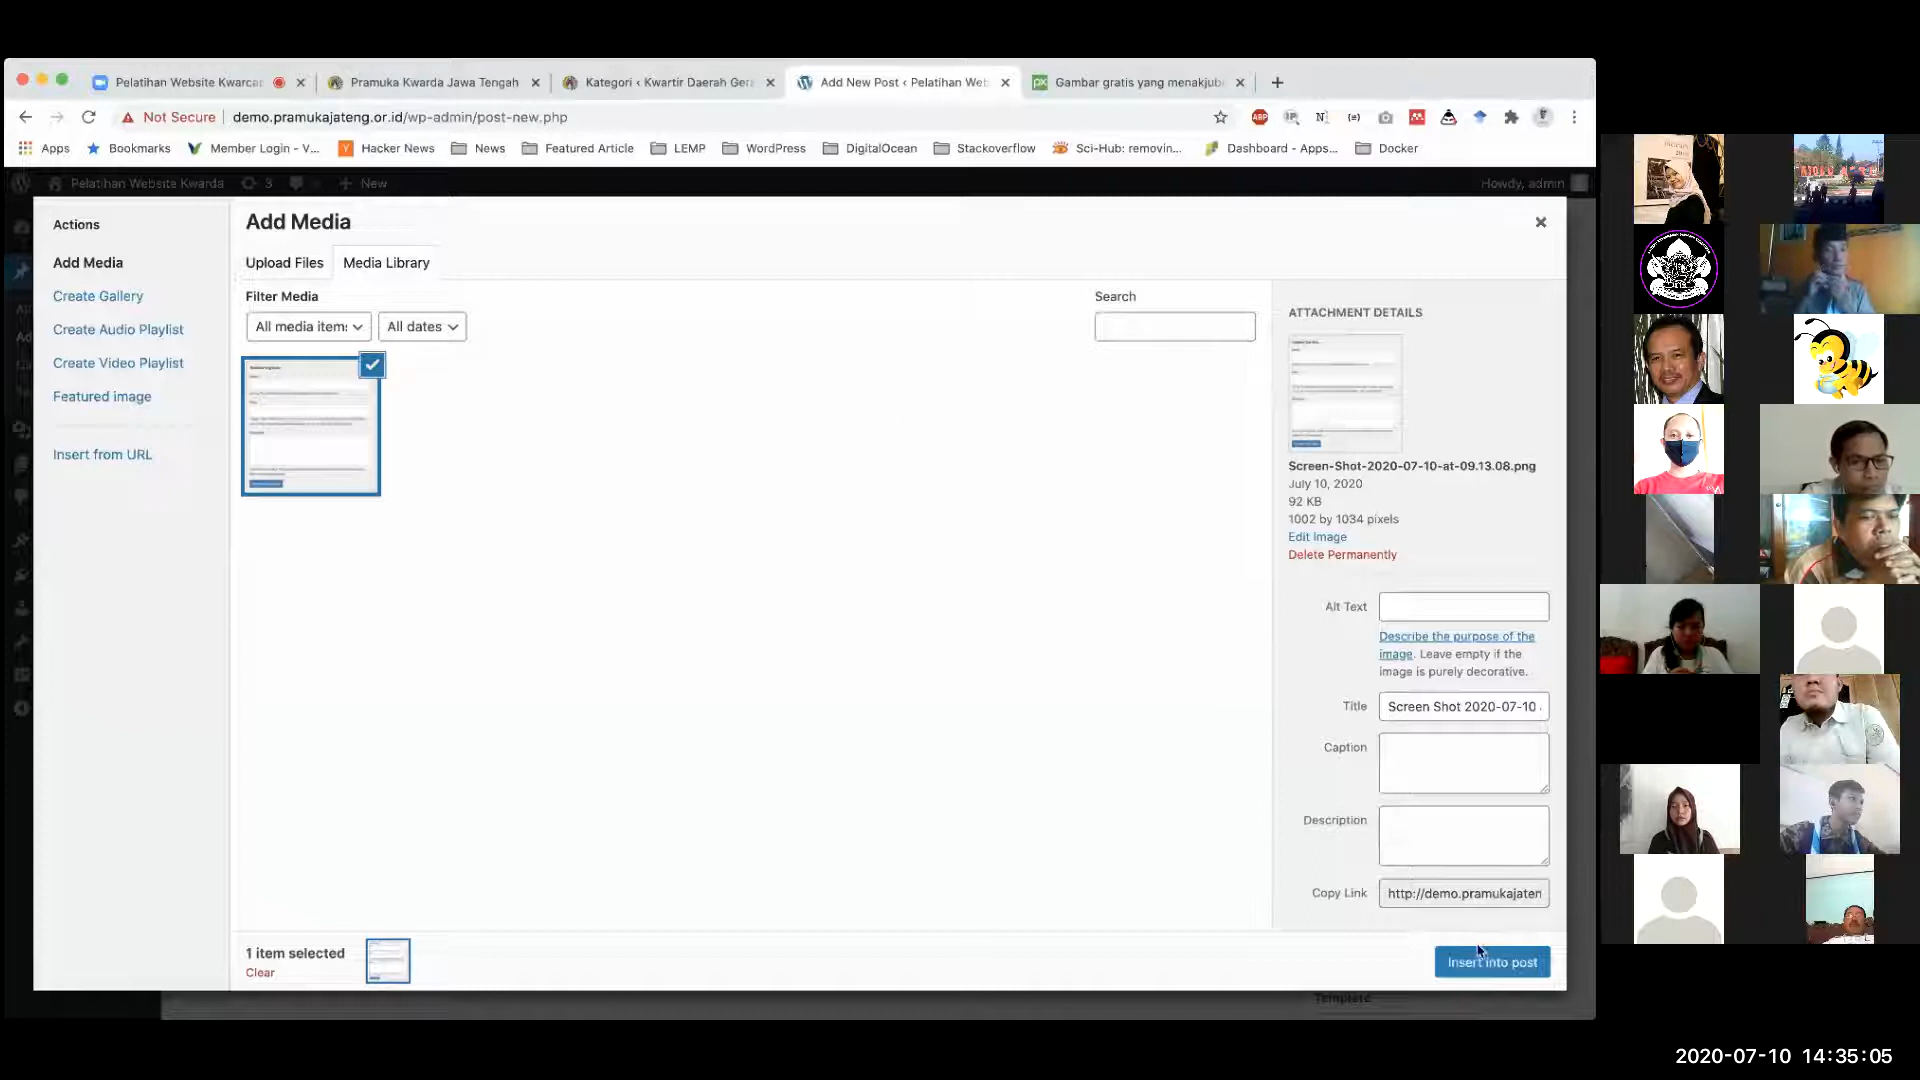 Pelatihan Website Kwarcar
Pramuka Kwarda Jawa Tengah
Kategori ‹ Kwartir Daerah Gera
Add New Post ‹ Pelatihan Web
Gambar gratis yang menakjub
Not Secure
demo.pramukajateng.or.id/wp-admin/post-new.php
Apps
Bookmarks
Member Login - V...
Hacker News
News
Featured Article
LEMP
WordPress
DigitalOcean
Stackoverflow
Sci-Hub: removin...
Dashboard - Apps...
Docker
Pelatihan Website Kwarda
3
New
Howdy, admin
Actions
Add Media
Create Gallery
Create Audio Playlist
Create Video Playlist
Featured image
Insert from URL
Add Media
Upload Files
Media Library
Filter Media
All media items
All dates
Search
ATTACHMENT DETAILS
Screen-Shot-2020-07-10-at-09.13.08.png
July 10, 2020
92 KB
1002 by 1034 pixels
Edit Image
Delete Permanently
Alt Text
Describe the purpose of the
image. Leave empty if the
image is purely decorative.
Title
Screen Shot 2020-07-10
Caption
Description
Copy Link
http://demo.pramukajaten
1 item selected
Clear
Insert into post
Template
2020-07-10 14:35:05